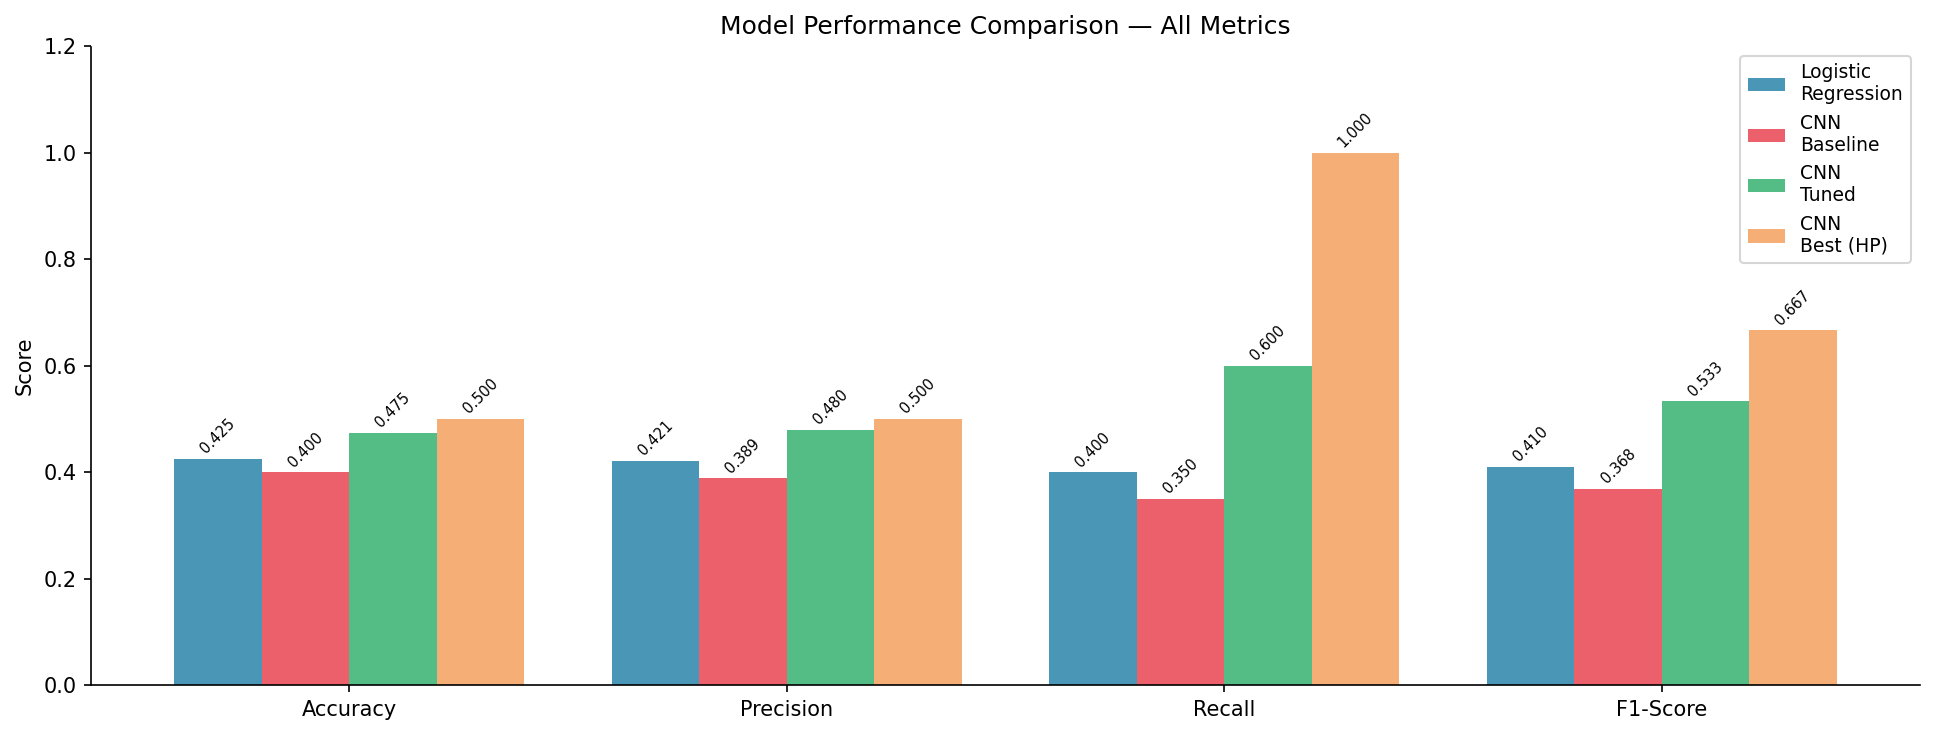 Model Performance Comparison — All Metrics
1.2
1.0
0.8
0.6
0.4
0.2
0.0
Score
Logistic
Regression
CNN
Baseline
CNN
Tuned
CNN
Best (HP)
0.425
0.400
0.475
0.500
0.421
0.389
0.480
0.500
0.400
0.350
0.600
1.000
0.410
0.368
0.533
0.667
Accuracy
Precision
Recall
F1-Score